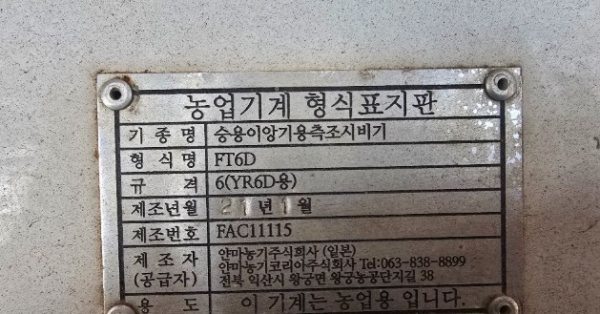 농업기계 형식표지판
기 종 명 승용이앙기용측조시비기
형 식 명 FT6D
규 격 6(YR6D용)
제조년월 21년 1월
제조번호 FAC11115
제 조 자 얀마농기주식회사 (일본)
(공급자) 얀마농기코리아주식회사 Tel:063-838-8899
전북 익산시 왕궁면 왕궁농공단지길 38
용 도 이 기계는 농업용 입니다.